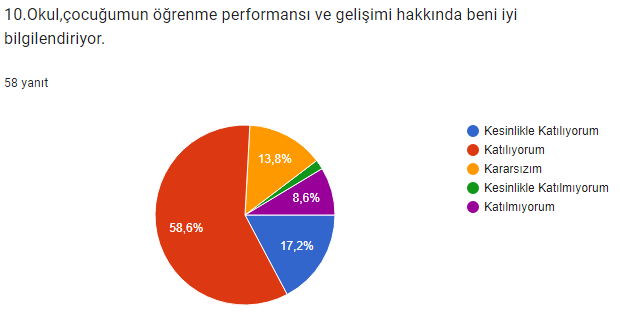 10.Okul,çocuğumun öğrenme performansı ve gelişimi hakkında beni iyi
bilgilendiriyor.
58 yanıt
Kesinlikle Katılıyorum
Katılıyorum
Kararsızım
Kesinlikle Katılmıyorum
Katılmıyorum
13,8%
8,6%
58,6%
17,2%